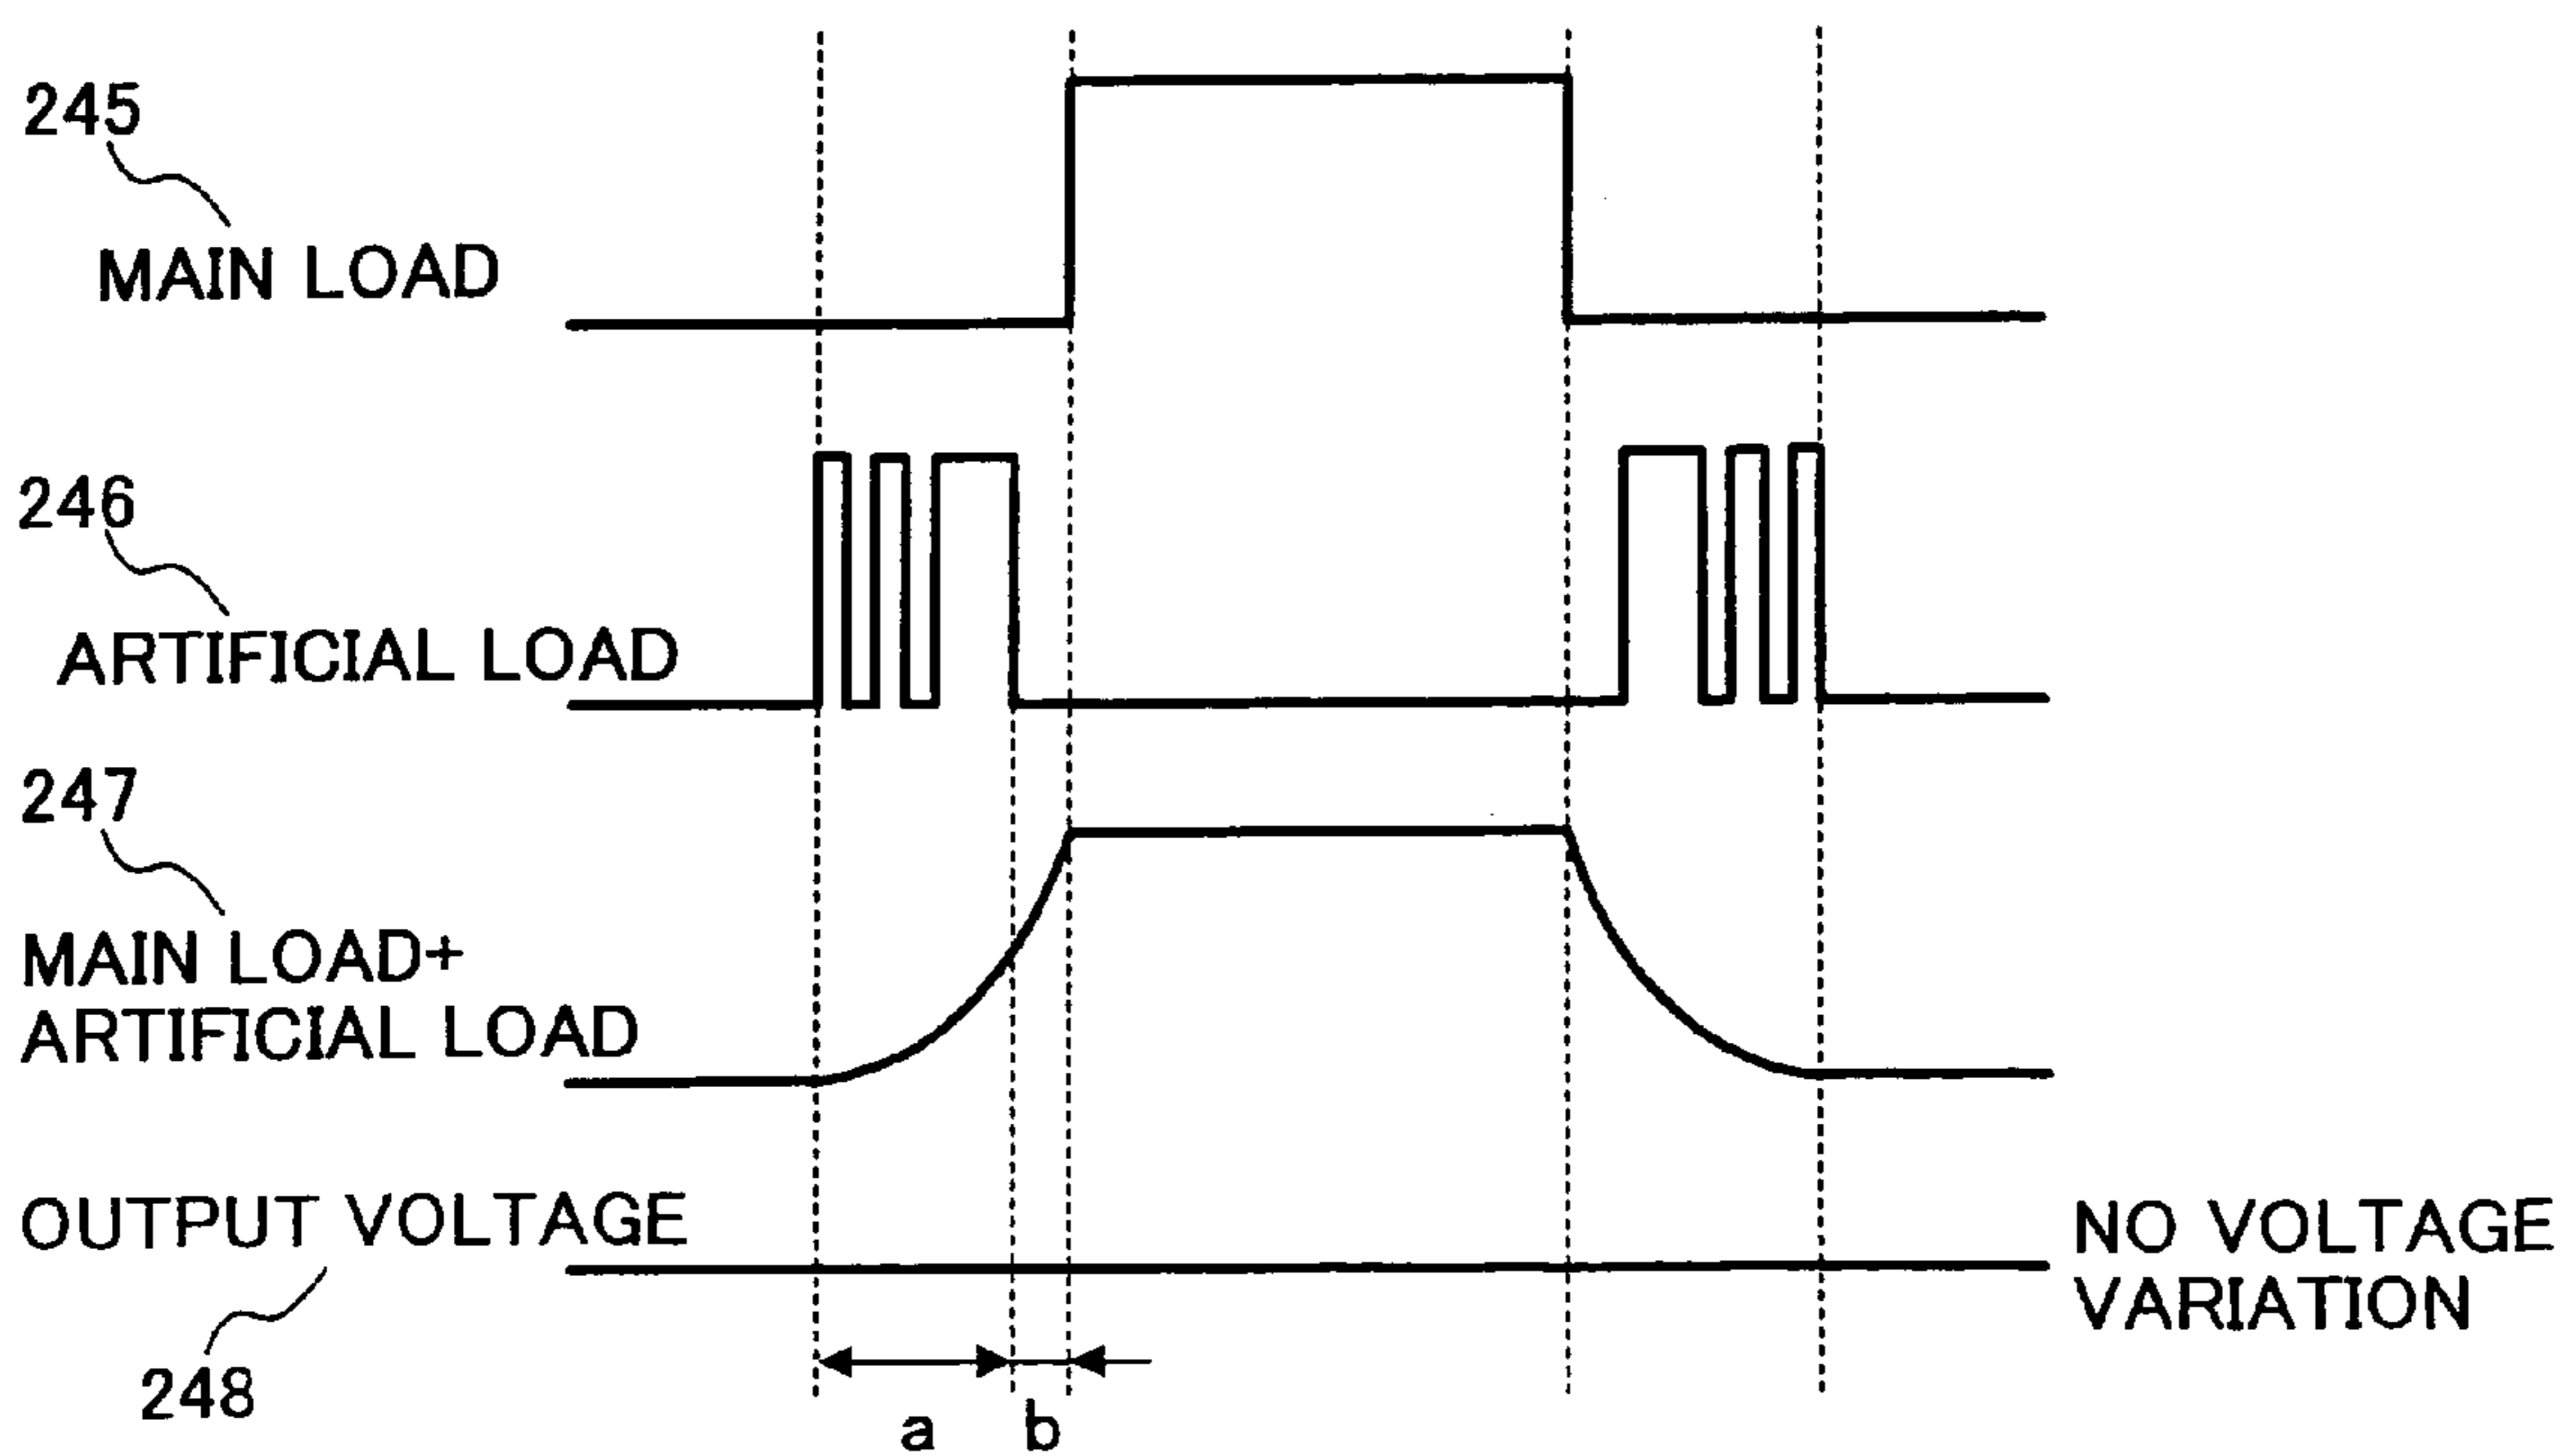 245
MAIN LOAD
246
ARTIFICIAL LOAD
247
MAIN LOAD+
ARTIFICIAL LOAD
OUTPUT VOLTAGE
248
NO VOLTAGE
VARIATION
a
b